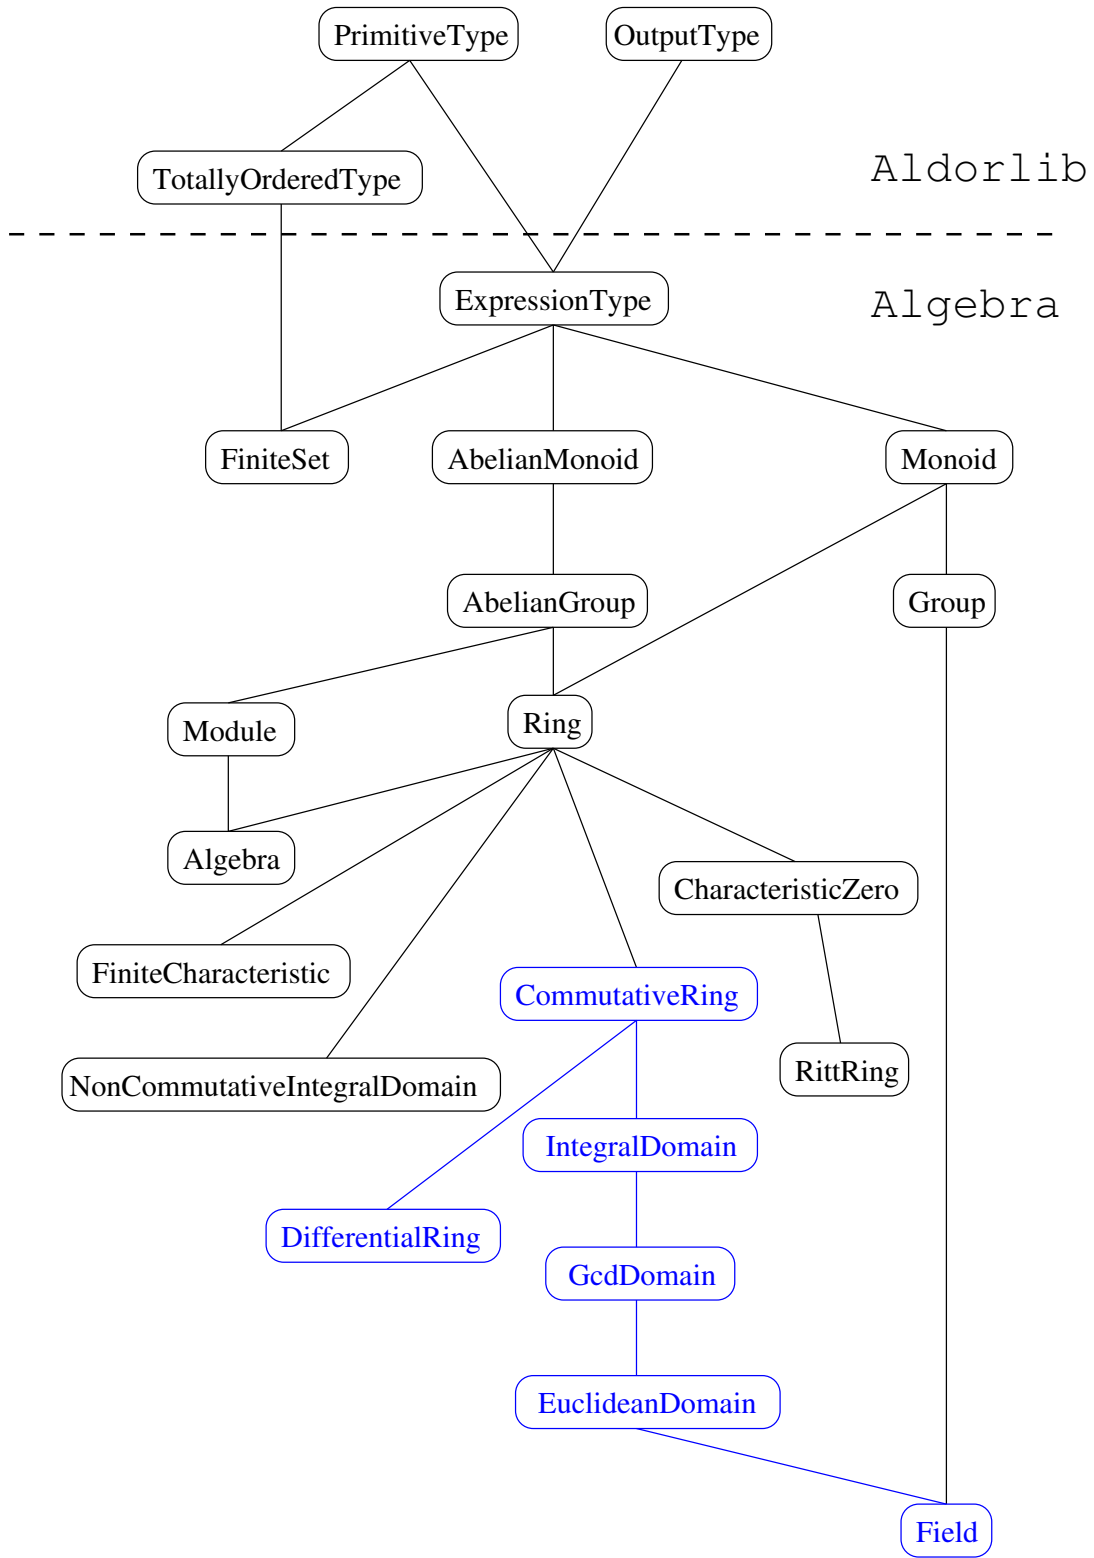 PrimitiveType
OutputType
TotallyOrderedType
Aldorlib
ExpressionType
Algebra
FiniteSet
AbelianMonoid
Monoid
AbelianGroup
Group
Module
Ring
Algebra
CharacteristicZero
FiniteCharacteristic
CommutativeRing
NonCommutativeIntegralDomain
RittRing
IntegralDomain
DifferentialRing
GcdDomain
EuclideanDomain
Field